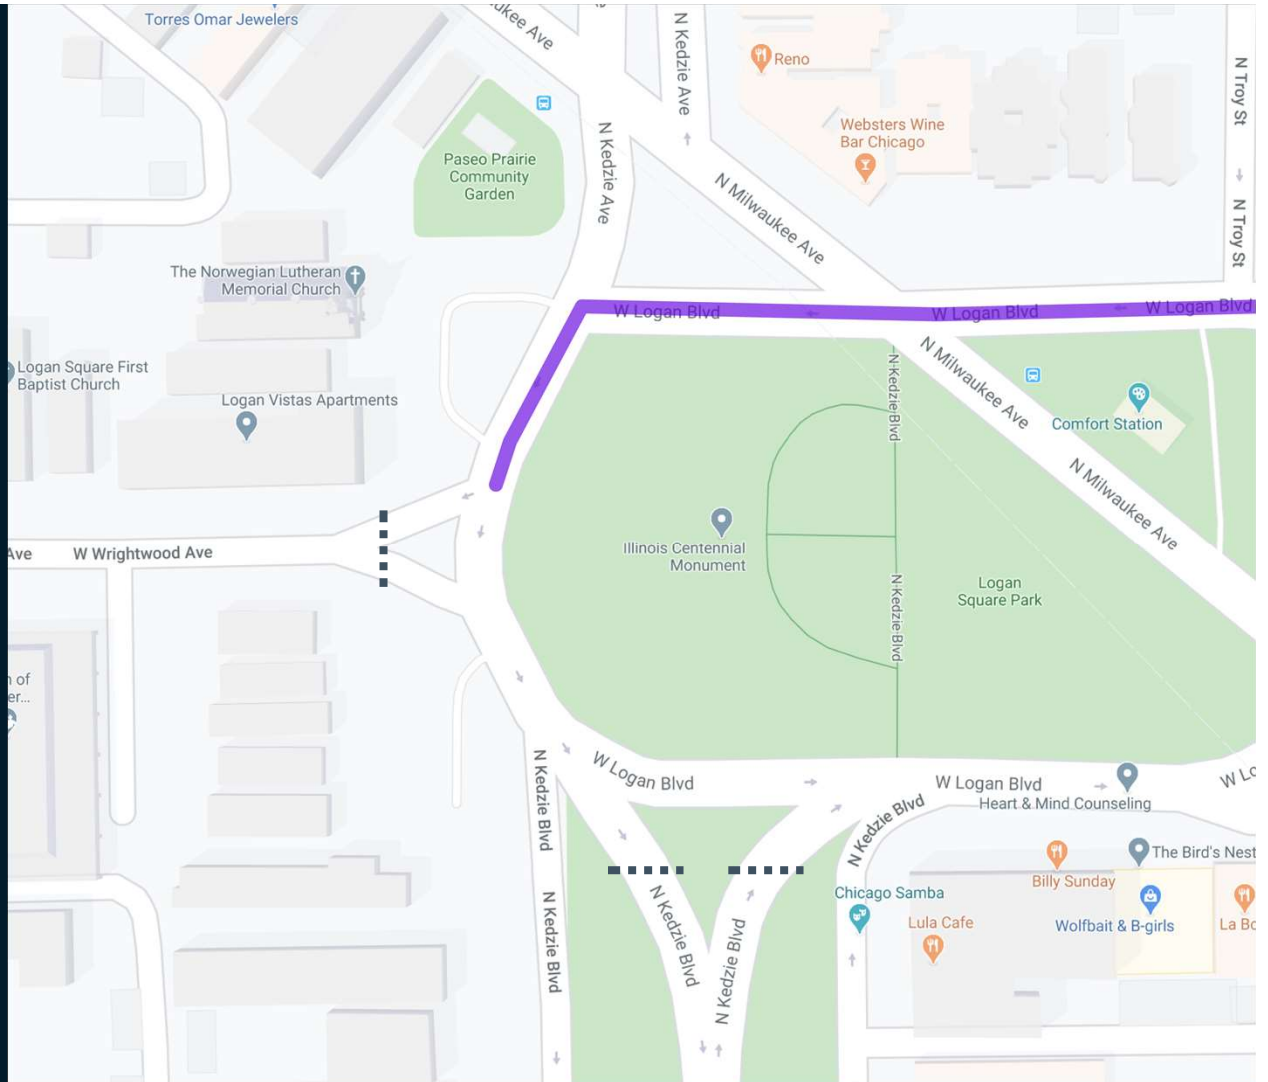 Torres Omar Jewelers
ukee Ave
N Kedzie Ave
Reno
N Troy St
Websters Wine
Bar Chicago
N Kedzie Ave
Paseo Prairie
Community
Garden
N Milwaukee Ave
N Troy St
The Norwegian Lutheran
Memorial Church
W Logan Blvd
W Logan Blvd
W Logan Blvd
N Milwaukee Ave
Logan Square First
Baptist Church
Logan Vistas Apartments
N Kedzie Blvd
Comfort Station
N Milwaukee Ave
Ave
W Wrightwood Ave
Illinois Centennial
Monument
Logan
Square Park
N Kedzie Blvd
n of
er...
N Kedzie Blvd
W Logan Blvd
W Logan Blvd
W Lo
Heart & Mind Counseling
N Kedzie Blvd
The Bird's Nest
Billy Sunday
Chicago Samba
N Kedzie Blvd
N Kedzie Blvd
N Kedzie Blvd
Lula Cafe
Wolfbait & B-girls
La Bo